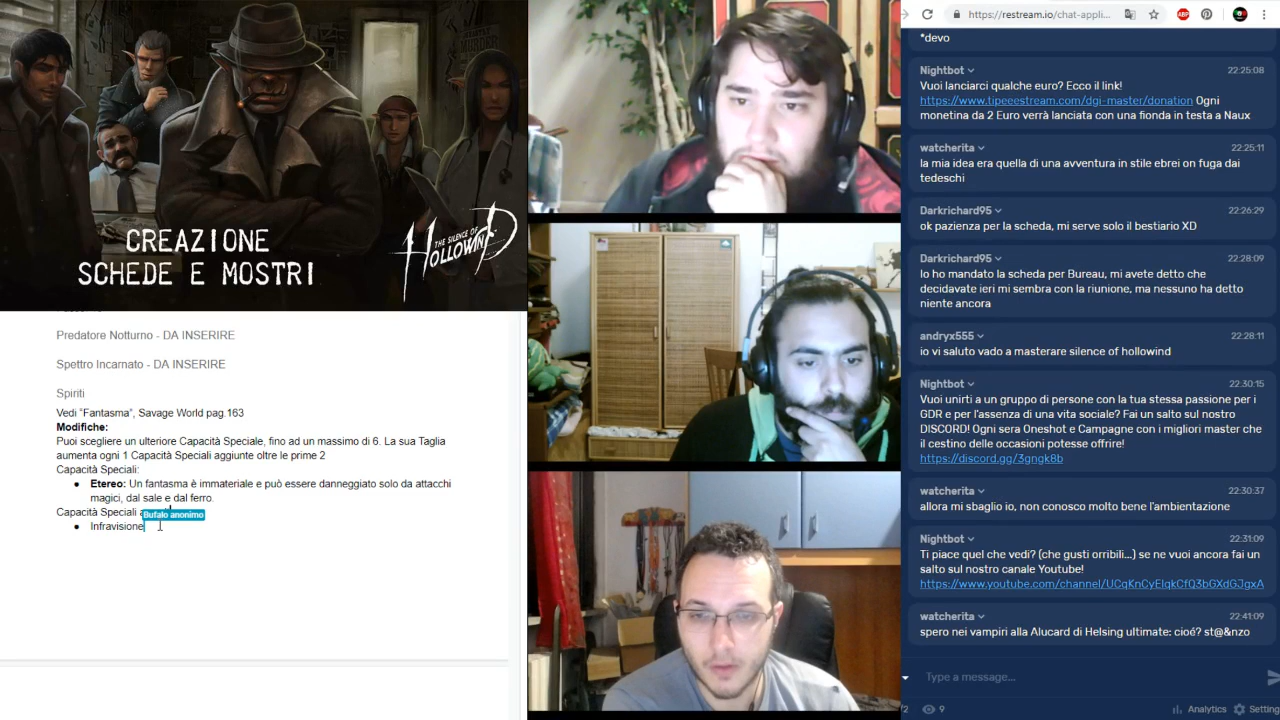 CREAZIONE
SCHEDE E MOSTRI
THE SILENCE OF
HOLLOWIND
Predatore Notturno - DA INSERIRE
Spettro Incarnato - DA INSERIRE
Spiriti
Vedi “Fantasma”, Savage World pag.163
Modifiche:
Puoi scegliere un ulteriore Capacità Speciale, fino ad un massimo di 6. La sua Taglia
aumenta ogni 1 Capacità Speciali aggiunte oltre le prime 2
Capacità Speciali:
● Etereo: Un fantasma è immateriale e può essere danneggiato solo da attacchi
magici, dal sale e dal ferro.
Capacità Speciali
Bufalo anonimo
● Infravisione
https://restream.io/chat-appli...
ABP
*devo
Nightbot 22:25:08
Vuoi lanciarci qualche euro? Ecco il link!
https://www.tipeeestream.com/dgi-master/donation Ogni
monetina da 2 Euro verrà lanciata con una fionda in testa a Naux
watcherita 22:25:11
la mia idea era quella di una avventura in stile ebrei on fuga dai
tedeschi
Darkrichard95 22:26:29
ok pazienza per la scheda, mi serve solo il bestiario XD
Darkrichard95 22:28:09
Io ho mandato la scheda per Bureau, mi avete detto che
decidavate ieri mi sembra con la riunione, ma nessuno ha detto
niente ancora
andryx555 22:28:11
io vi saluto vado a masterare silence of hollowind
Nightbot 22:30:15
Vuoi unirti a un gruppo di persone con la tua stessa passione per i
GDR e per l'assenza di una vita sociale? Fai un salto sul nostro
DISCORD! Ogni sera Oneshot e Campagne con i migliori master che
il cestino delle occasioni potesse offrire!
https://discord.gg/3gngk8b
watcherita 22:30:37
allora mi sbaglio io, non conosco molto bene l'ambientazione
Nightbot 22:31:09
Ti piace quel che vedi? (che gusti orribili...) se ne vuoi ancora fai un
salto sul nostro canale Youtube!
https://www.youtube.com/channel/UCqKnCyElqkCfQ3bGXdGJgxA
watcherita 22:41:09
spero nei vampiri alla Alucard di Helsing ultimate: cioé? st@&nzo
Type a message...
/2 9 Analytics Setting